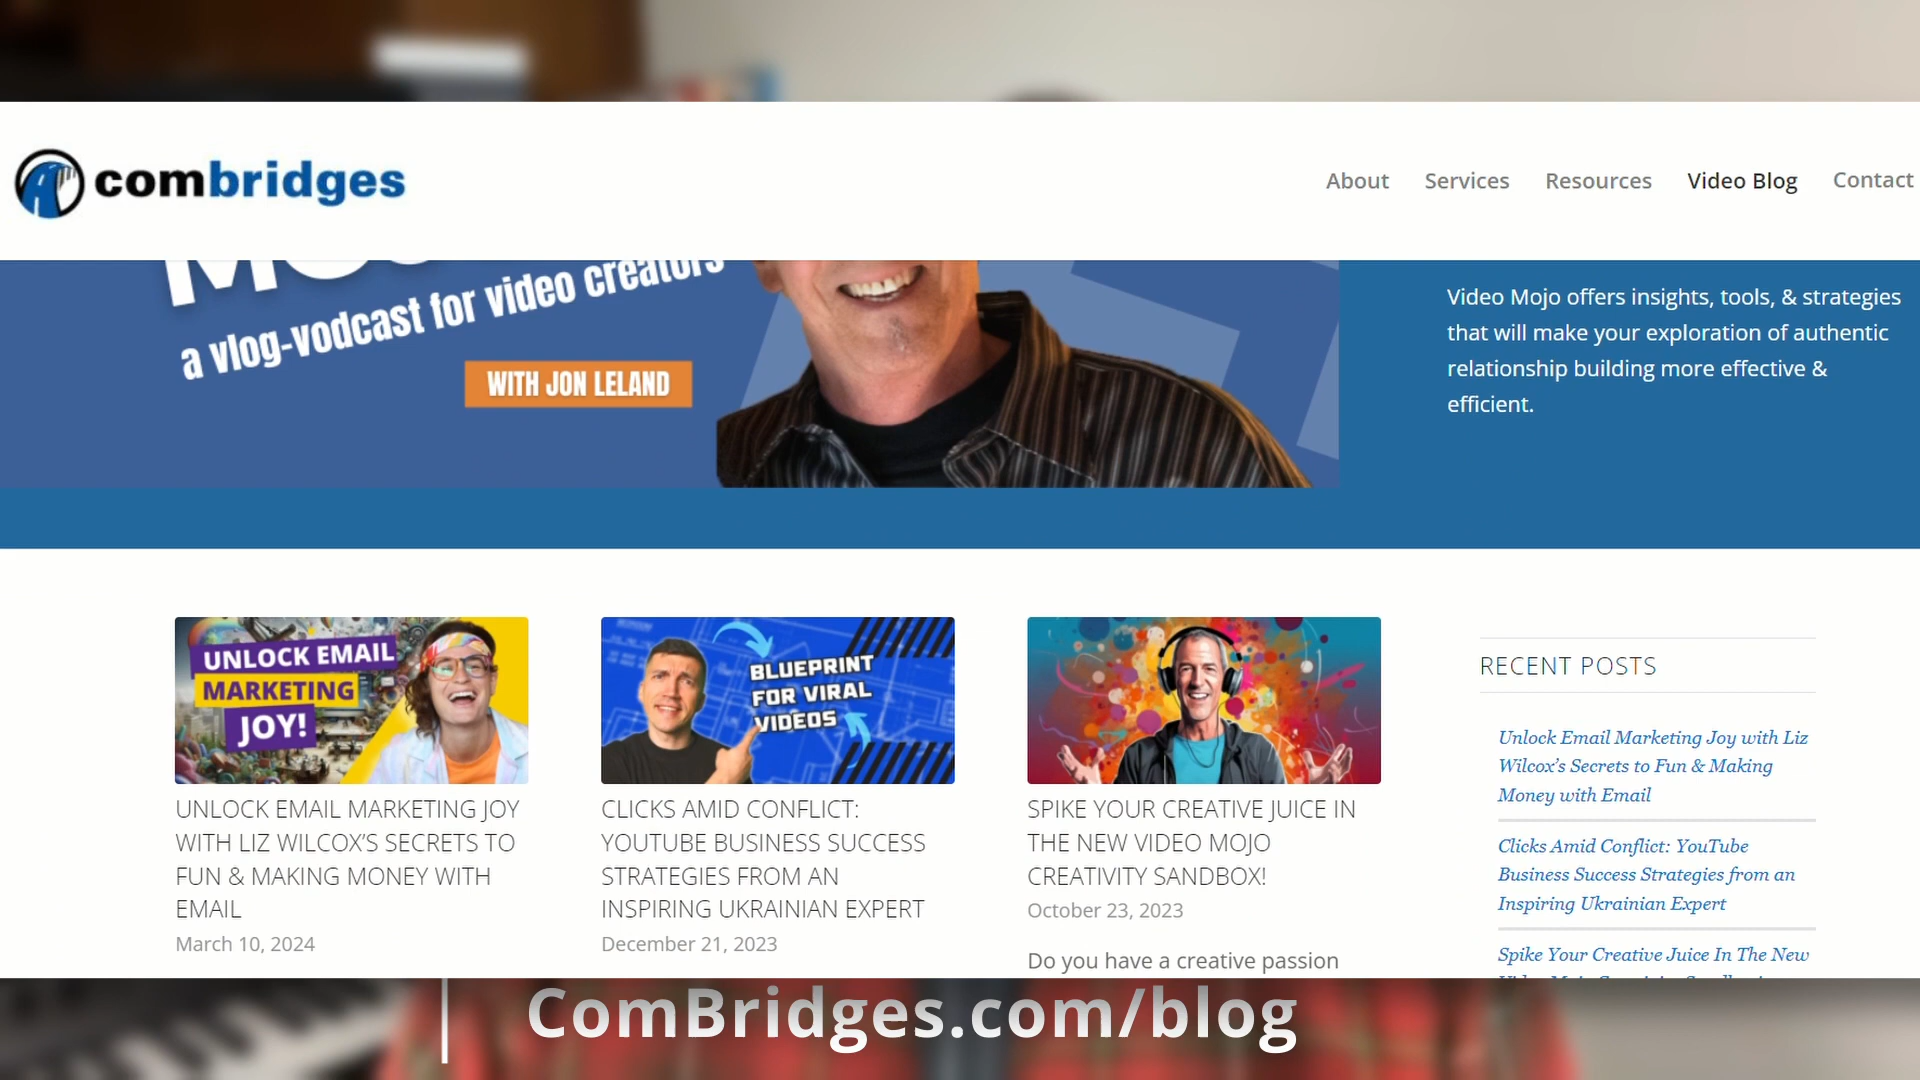 combridges
About
Services
Resources
Video Blog
Contact
a vlog-vodcast for video creators
WITH JON LELAND
Video Mojo offers insights, tools, & strategies
that will make your exploration of authentic
relationship building more effective &
efficient.
UNLOCK EMAIL
MARKETING
JOY!
UNLOCK EMAIL MARKETING JOY
WITH LIZ WILCOX’S SECRETS TO
FUN & MAKING MONEY WITH
EMAIL
March 10, 2024
BLUEPRINT
FOR VIRAL
VIDEOS
CLICKS AMID CONFLICT:
YOUTUBE BUSINESS SUCCESS
STRATEGIES FROM AN
INSPIRING UKRAINIAN EXPERT
December 21, 2023
SPIKE YOUR CREATIVE JUICE IN
THE NEW VIDEO MOJO
CREATIVITY SANDBOX!
October 23, 2023
Do you have a creative passion
RECENT POSTS
Unlock Email Marketing Joy with Liz
Wilcox’s Secrets to Fun & Making
Money with Email
Clicks Amid Conflict: YouTube
Business Success Strategies from an
Inspiring Ukrainian Expert
Spike Your Creative Juice In The New
ComBridges.com/blog